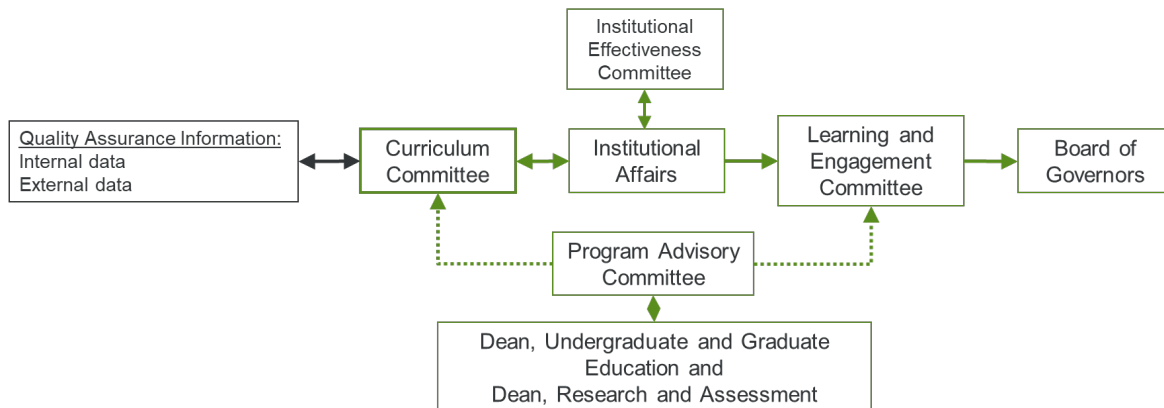 Institutional
Effectiveness
Committee
Quality Assurance Information:
Internal data
External data
Curriculum
Committee
Institutional
Affairs
Learning and
Engagement
Committee
Board of
Governors
Program Advisory
Committee
Dean, Undergraduate and Graduate
Education and
Dean, Research and Assessment